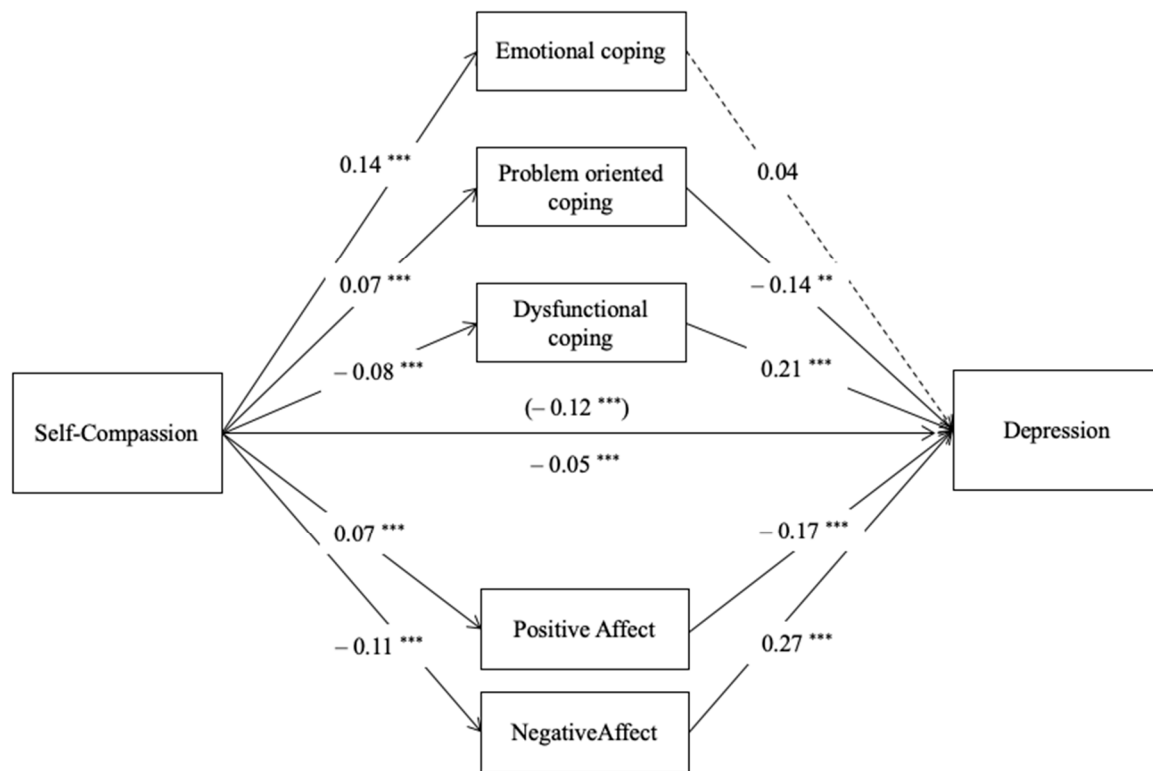 Emotional coping
0.14 ***
0.04
Problem oriented
coping
0.07 ***
– 0.14 **
Dysfunctional
coping
– 0.08 ***
0.21 ***
(– 0.12 ***)
Self-Compassion
Depression
– 0.05 ***
0.07 ***
– 0.17 ***
Positive Affect
– 0.11 ***
0.27 ***
NegativeAffect